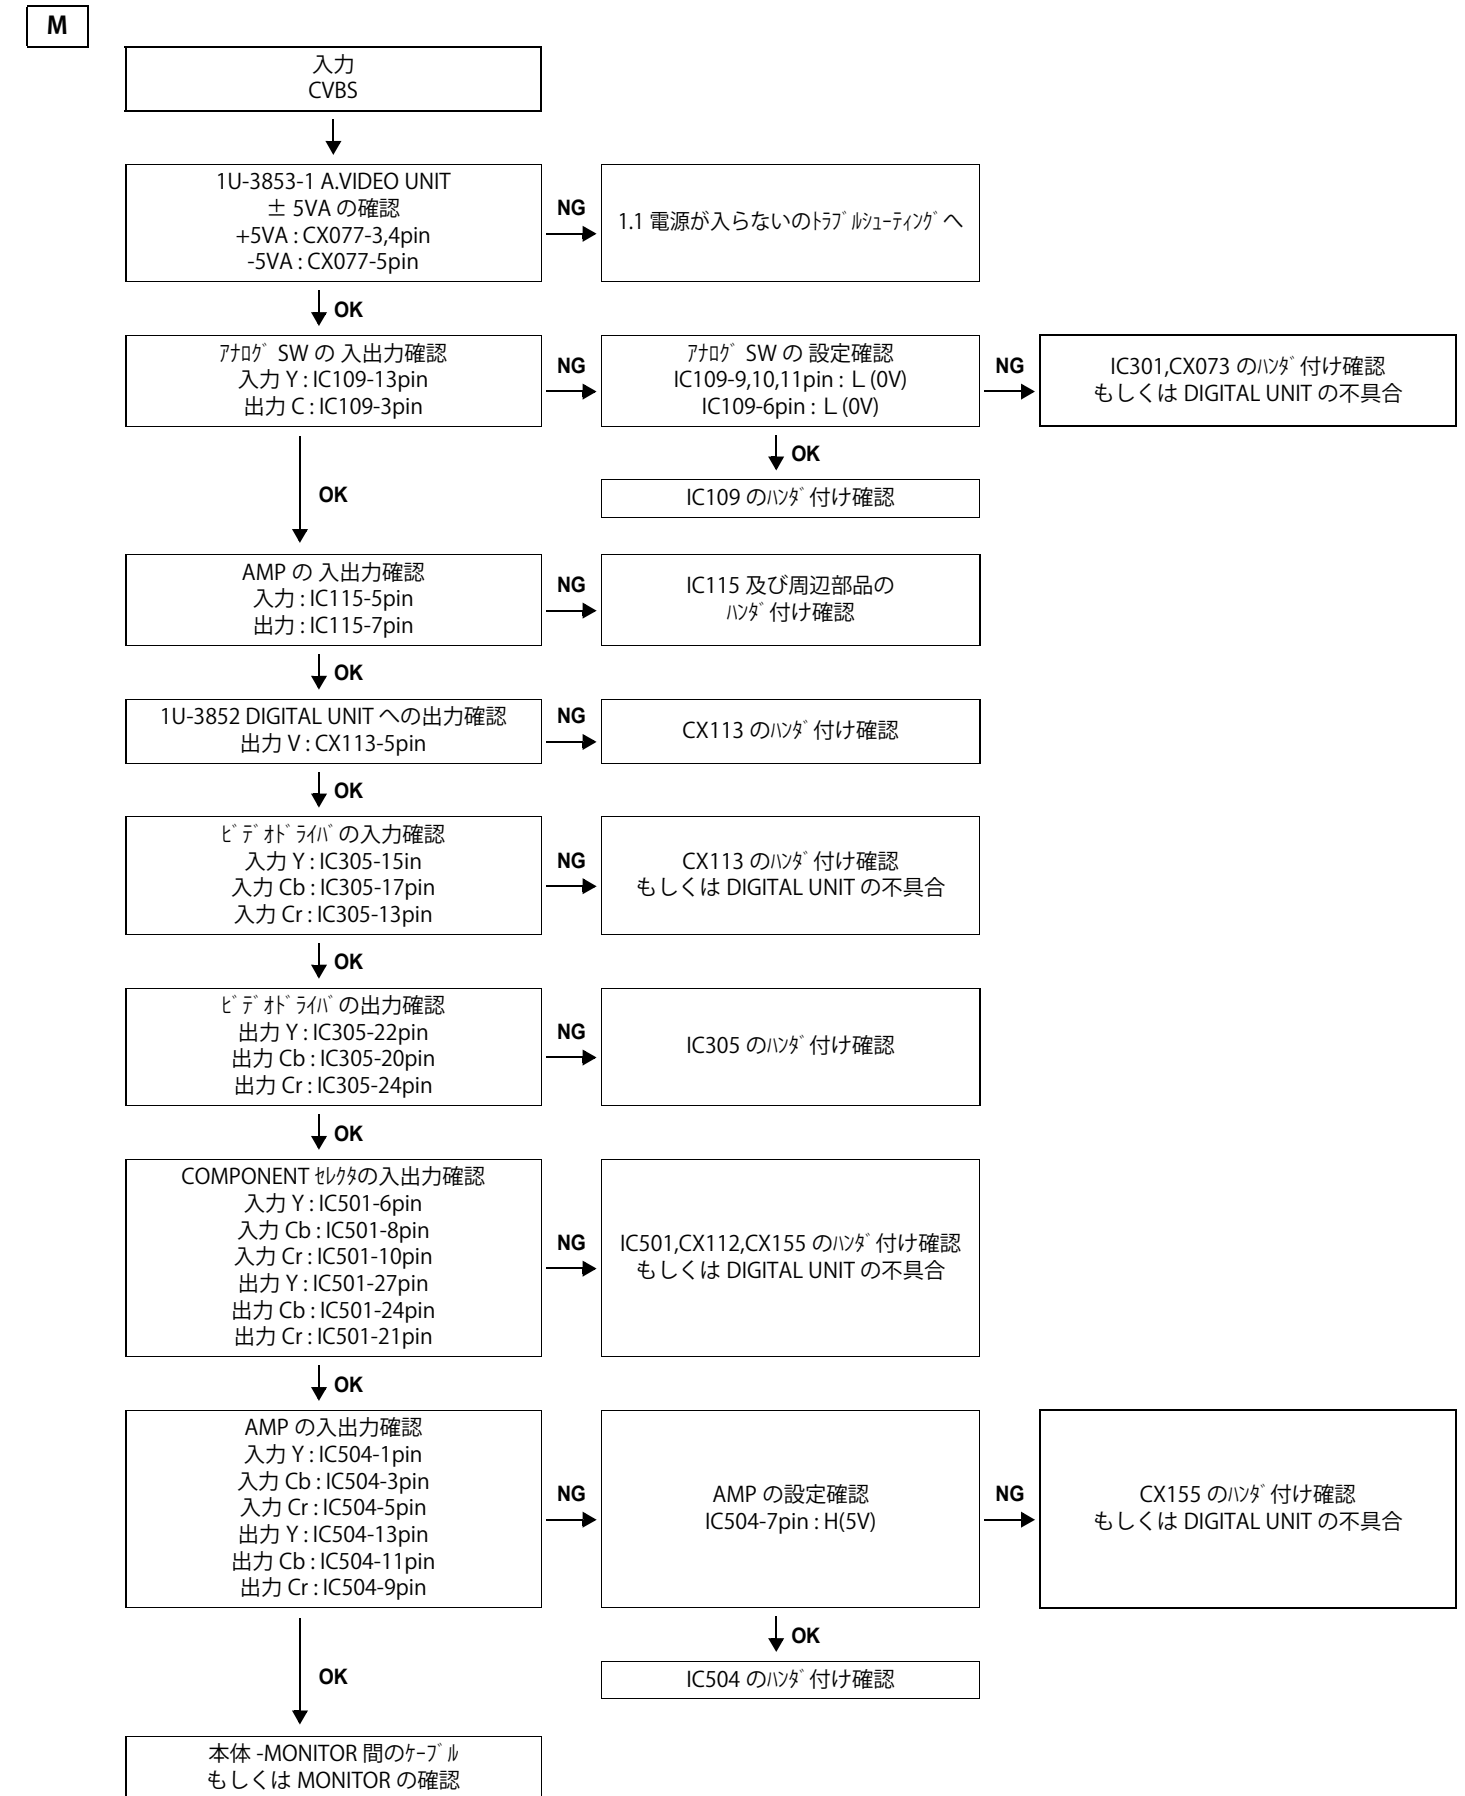 M
入力
CVBS
1U-3853-1 A.VIDEO UNIT
± 5VA の確認
+5VA : CX077-3,4pin
-5VA : CX077-5pin
NG
1.1 電源が入らないのﾄﾗﾌﾞﾙｼｭｰﾃｨﾝｸﾞへ
OK
ｱﾅﾛｸﾞ SW の 入出力確認
入力 Y : IC109-13pin
出力 C : IC109-3pin
NG
ｱﾅﾛｸﾞ SW の 設定確認
IC109-9,10,11pin : L (0V)
IC109-6pin : L (0V)
NG
IC301,CX073 のﾊﾝﾀﾞ付け確認
もしくは DIGITAL UNIT の不具合
OK
IC109 のﾊﾝﾀﾞ付け確認
OK
AMP の 入出力確認
入力 : IC115-5pin
出力 : IC115-7pin
NG
IC115 及び周辺部品の
ﾊﾝﾀﾞ付け確認
OK
1U-3852 DIGITAL UNIT への出力確認
出力 V : CX113-5pin
NG
CX113 のﾊﾝﾀﾞ付け確認
OK
ﾋﾞﾃﾞｵﾄﾞﾗｲﾊﾞの入力確認
入力 Y : IC305-15in
入力 Cb : IC305-17pin
入力 Cr : IC305-13pin
NG
CX113 のﾊﾝﾀﾞ付け確認
もしくは DIGITAL UNIT の不具合
OK
ﾋﾞﾃﾞｵﾄﾞﾗｲﾊﾞの出力確認
出力 Y : IC305-22pin
出力 Cb : IC305-20pin
出力 Cr : IC305-24pin
NG
IC305 のﾊﾝﾀﾞ付け確認
OK
COMPONENT ｾﾚｸﾀの入出力確認
入力 Y : IC501-6pin
入力 Cb : IC501-8pin
入力 Cr : IC501-10pin
出力 Y : IC501-27pin
出力 Cb : IC501-24pin
出力 Cr : IC501-21pin
NG
IC501,CX112,CX155 のﾊﾝﾀﾞ付け確認
もしくは DIGITAL UNIT の不具合
OK
AMP の入出力確認
入力 Y : IC504-1pin
入力 Cb : IC504-3pin
入力 Cr : IC504-5pin
出力 Y : IC504-13pin
出力 Cb : IC504-11pin
出力 Cr : IC504-9pin
NG
AMP の設定確認
IC504-7pin : H(5V)
NG
CX155 のﾊﾝﾀﾞ付け確認
もしくは DIGITAL UNIT の不具合
OK
IC504 のﾊﾝﾀﾞ付け確認
OK
本体 -MONITOR 間のｹｰﾌﾞﾙ
もしくは MONITOR の確認